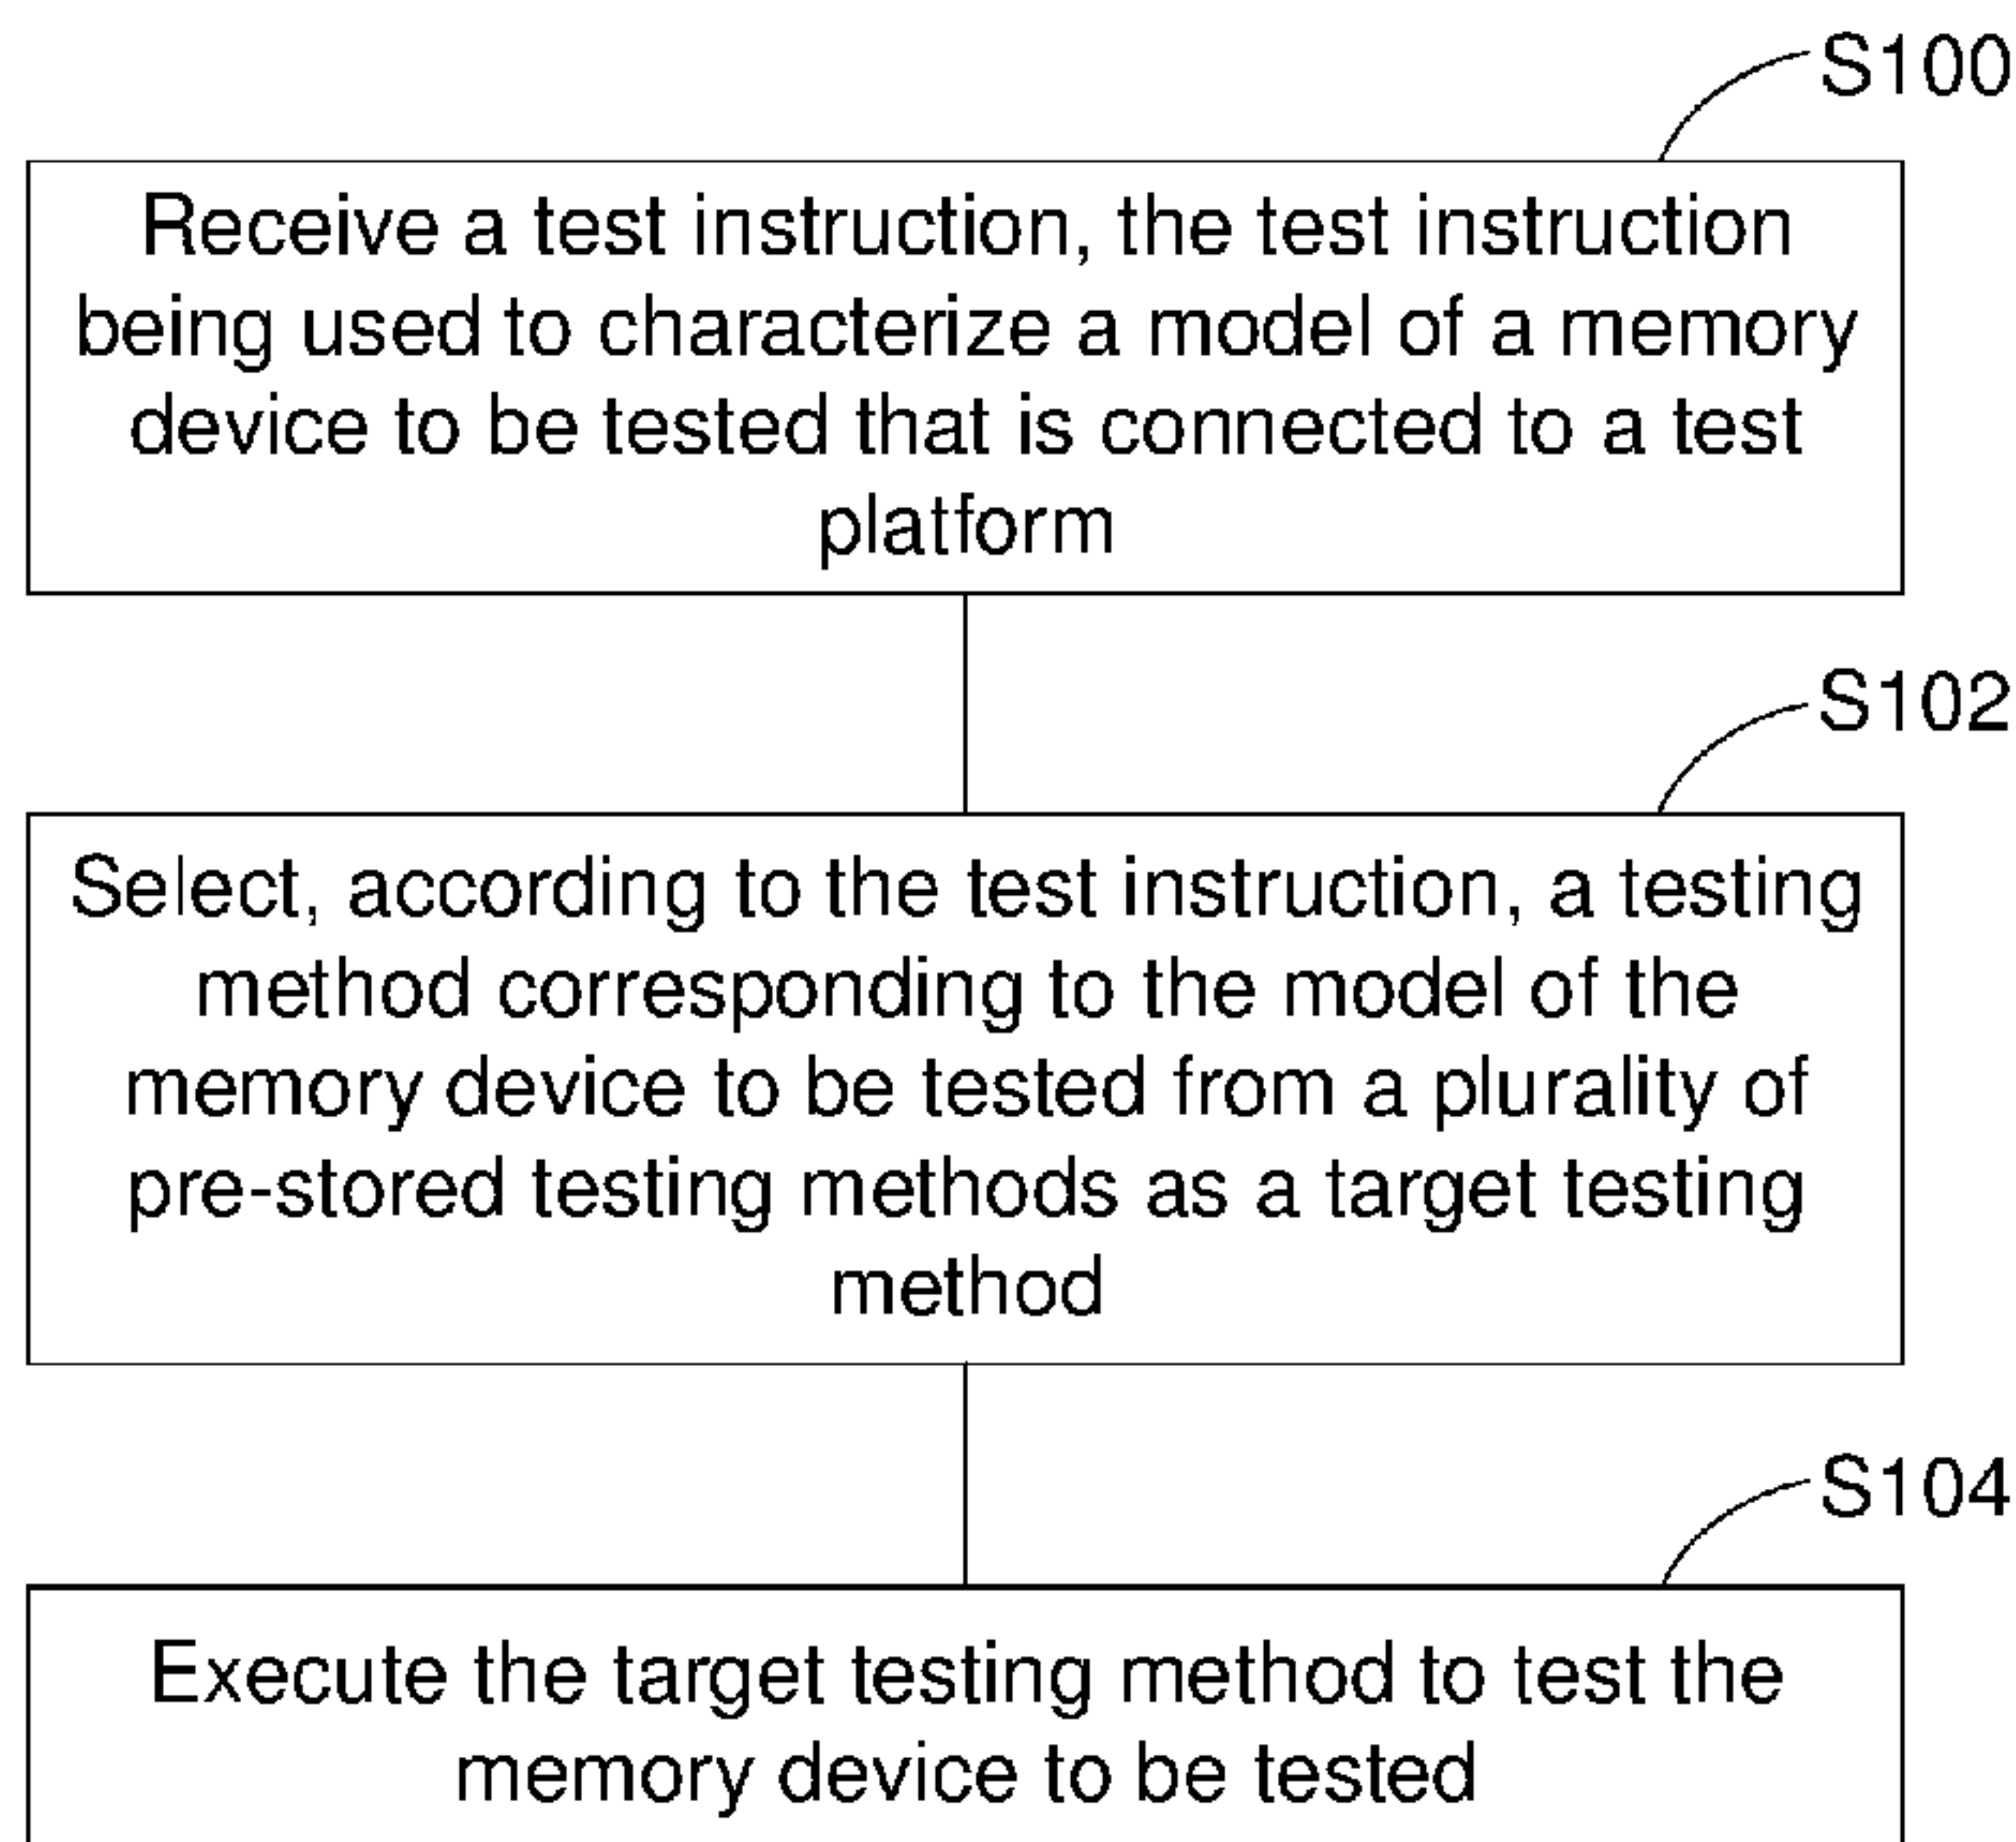 S100
Receive a test instruction, the test instruction
being used to characterize a model of a memory
device to be tested that is connected to a test
platform
S102
Select, according to the test instruction, a testing
method corresponding to the model of the
memory device to be tested from a plurality of
pre-stored testing methods as a target testing
method
S104
Execute the target testing method to test the
memory device to be tested